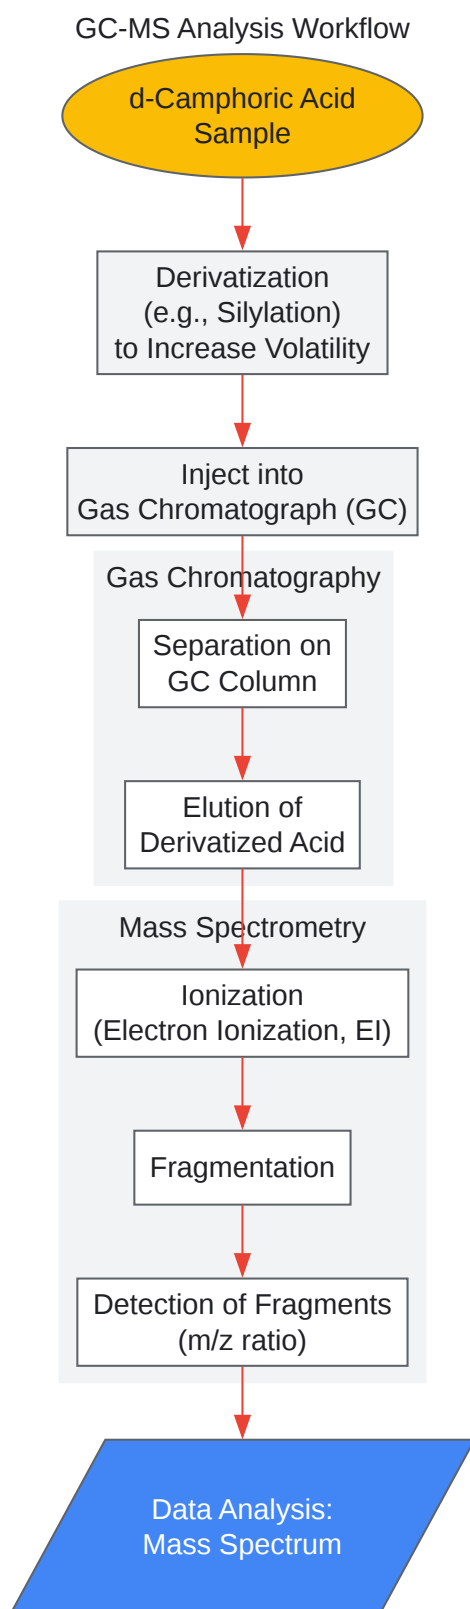 GC-MS Analysis Workflow
d-Camphoric Acid
Sample
Derivatization
(e.g., Silylation)
to Increase Volatility
Inject into
Gas Chromatograph (GC)
Gas Chromatography
Separation on
GC Column
Elution of
Derivatized Acid
Mass Spectrometry
Ionization
(Electron Ionization, EI)
Fragmentation
Detection of Fragments
(m/z ratio)
Data Analysis:
Mass Spectrum